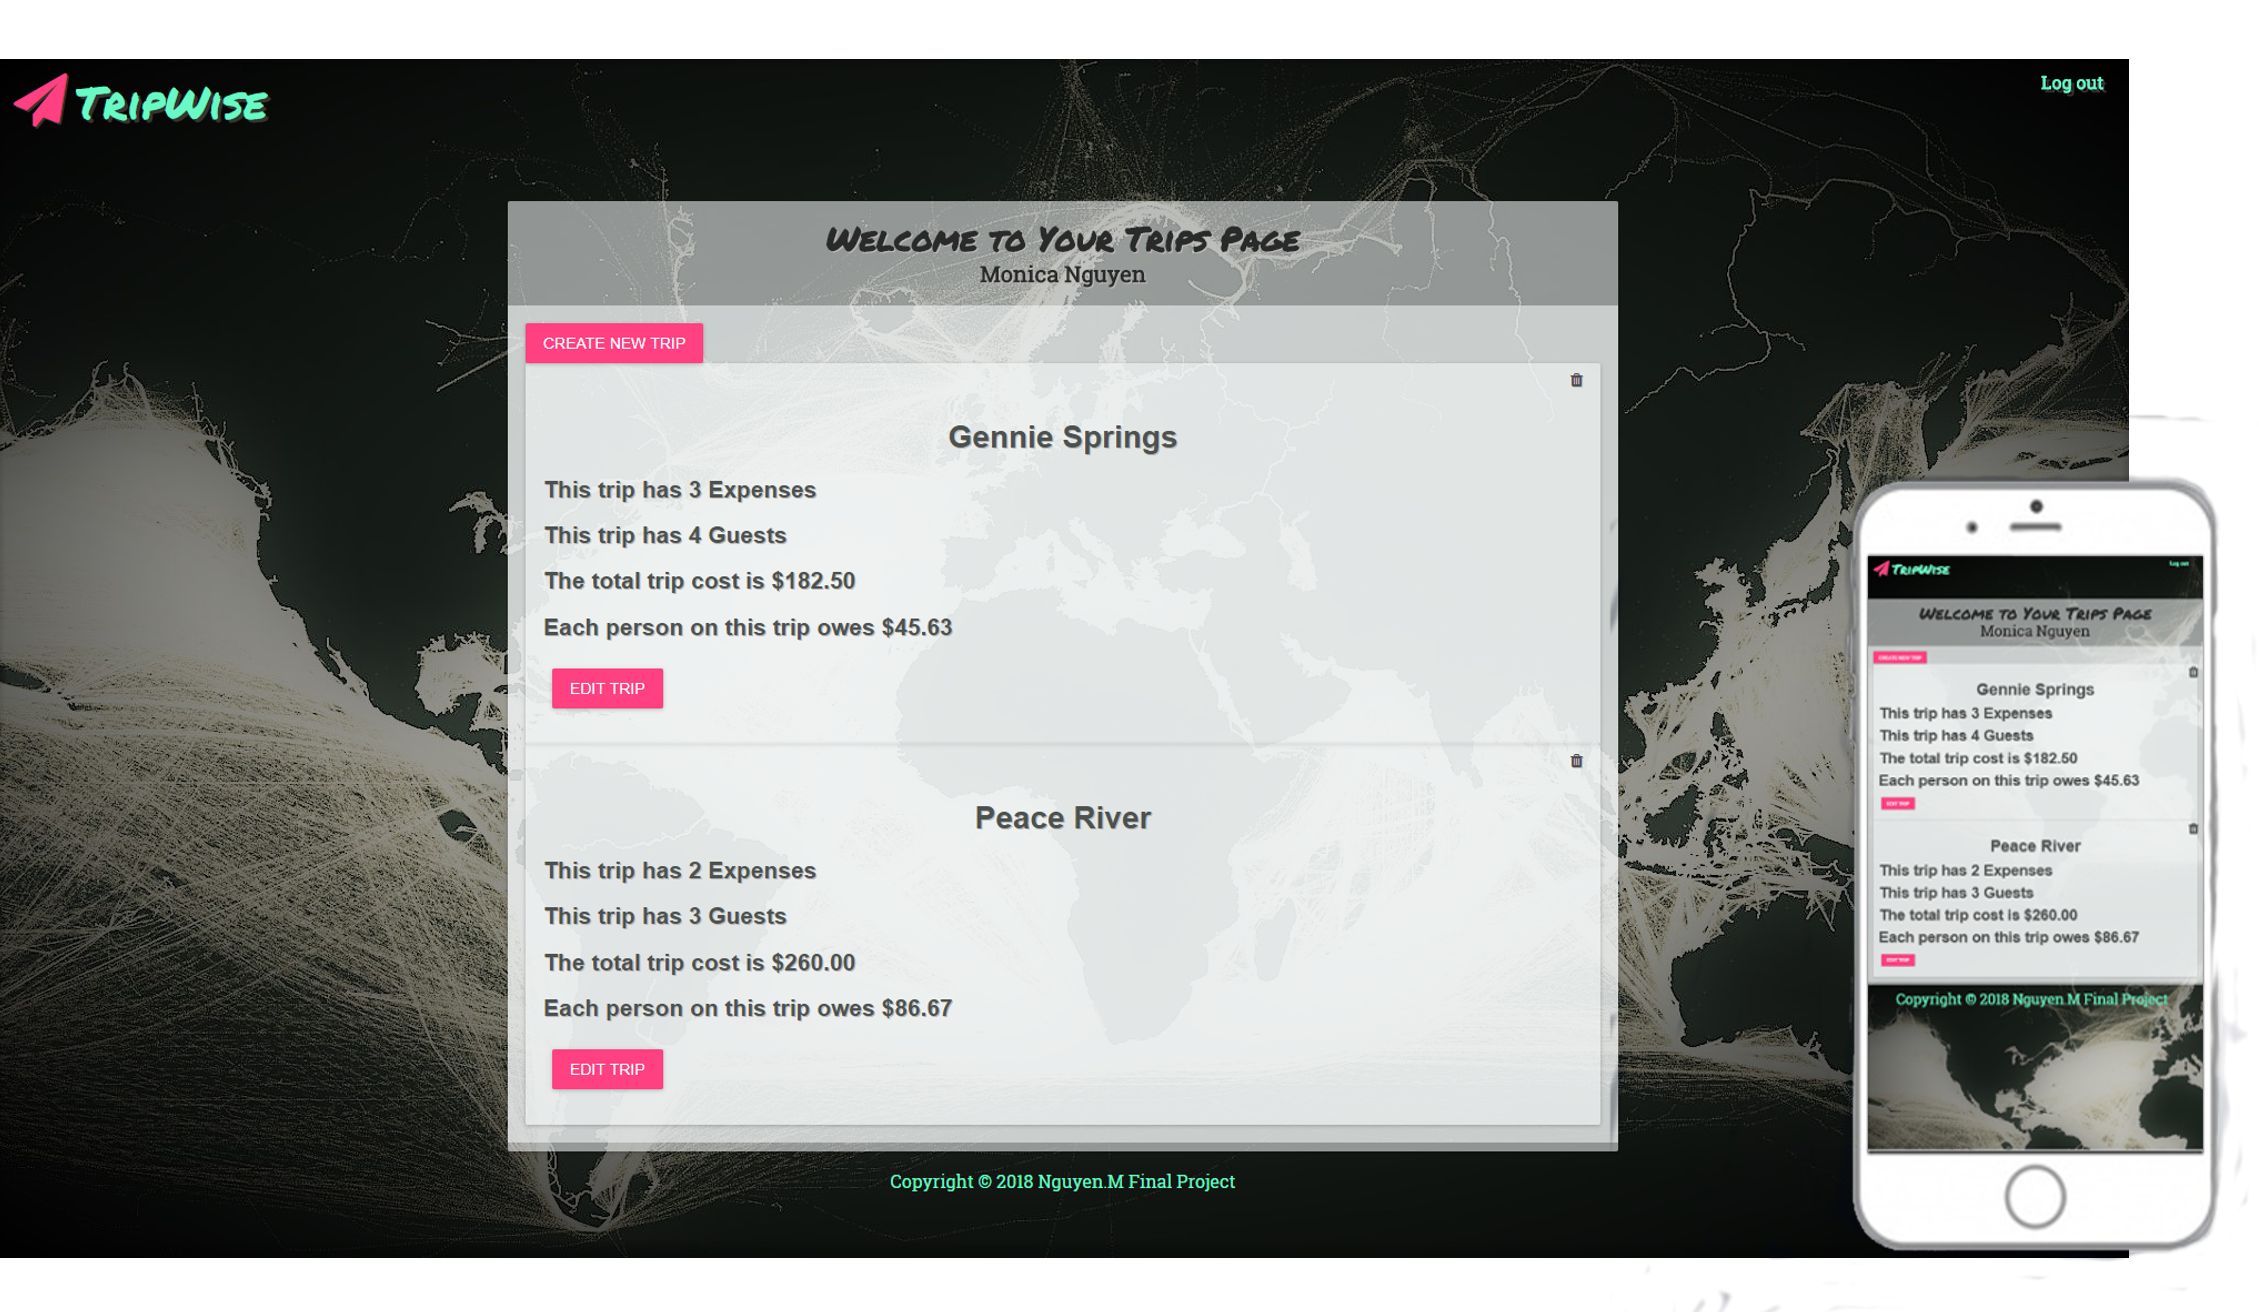 TripWise
Log out
Welcome to Your Trips Page
Monica Nguyen
CREATE NEW TRIP
Gennie Springs
This trip has 3 Expenses
This trip has 4 Guests
The total trip cost is $182.50
Each person on this trip owes $45.63
EDIT TRIP
Peace River
This trip has 2 Expenses
This trip has 3 Guests
The total trip cost is $260.00
Each person on this trip owes $86.67
EDIT TRIP
Copyright © 2018 Nguyen.M Final Project
TripWise
Log out
Welcome to Your Trips Page
Monica Nguyen
CREATE NEW TRIP
Gennie Springs
This trip has 3 Expenses
This trip has 4 Guests
The total trip cost is $182.50
Each person on this trip owes $45.63
EDIT TRIP
Peace River
This trip has 2 Expenses
This trip has 3 Guests
The total trip cost is $260.00
Each person on this trip owes $86.67
EDIT TRIP
Copyright © 2018 Nguyen.M Final Project